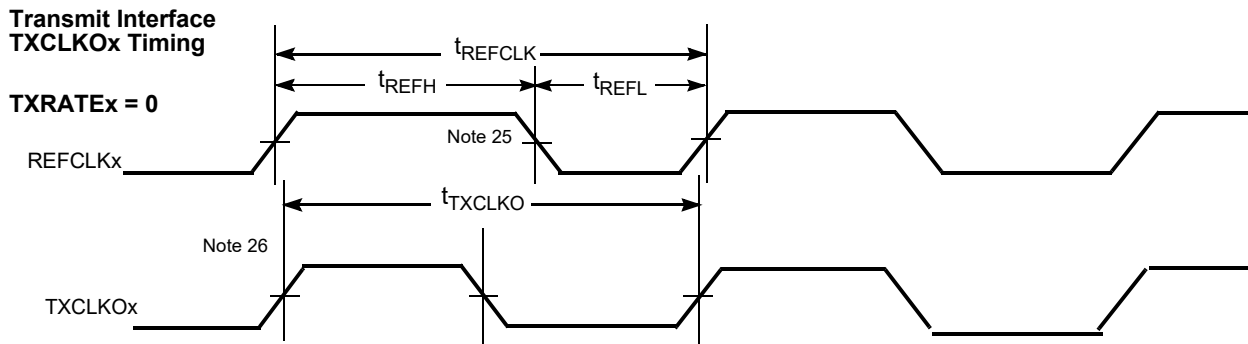 Transmit Interface
TXCLKOx Timing
TXRATEx = 0
tREFCLK
tREFH
tREFL
Note 25
REFCLKx
tTXCLKO
Note 26
TXCLKOx